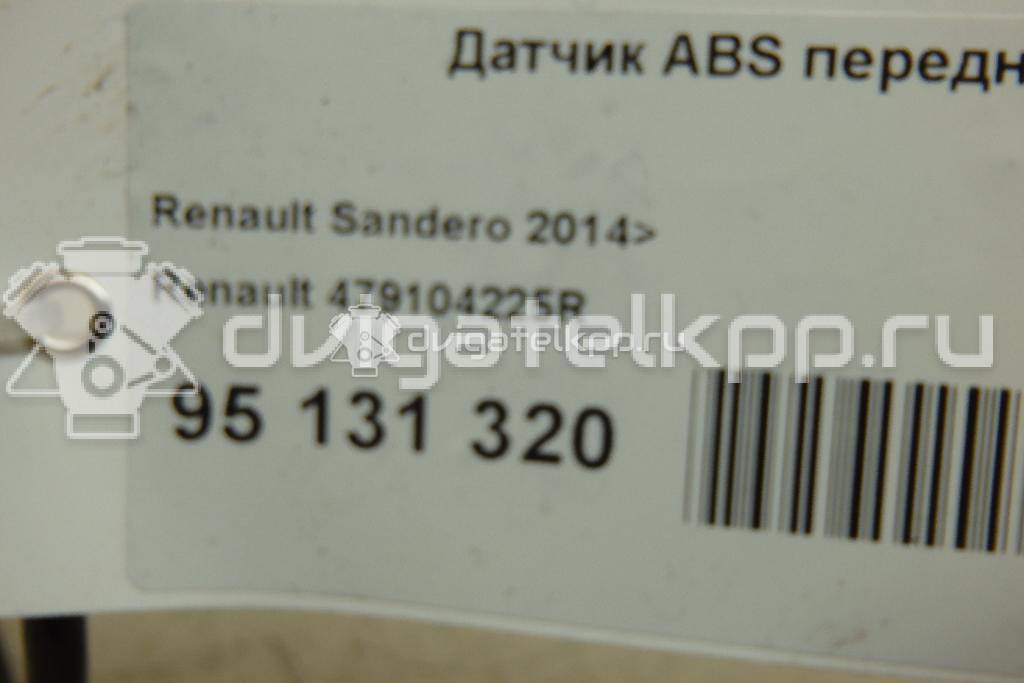 Датчик ABS передн
Renault Sandero 2014>
Renault 479104225R
dvigatelkpp.ru
dvigatelkpp.ru
95 131 320